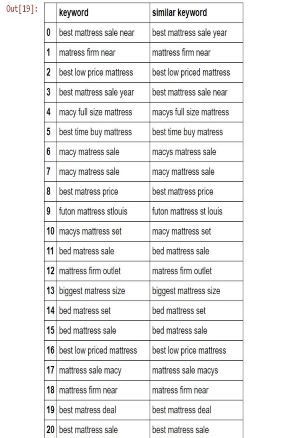 Out[19]:
keyword similar keyword
0 best mattress sale near best mattress sale year
1 matress firm near mattress firm near
2 best low price mattress best low priced mattress
3 best mattress sale year best mattress sale near
4 macy full size mattress macys full size mattress
5 best time buy mattress best time buy matress
6 macy matress sale macys matress sale
7 macy matress sale macy mattress sale
8 best matress price best mattress price
9 futon mattress stlouis futon mattress st louis
10 macys mattress set macy mattress set
11 bed matress sale bed mattress sale
12 mattress firm outlet matress firm outlet
13 biggest matress size biggest mattress size
14 bed matress set bed mattress set
15 bed mattress sale bed matress sale
16 best low priced mattress best low price mattress
17 mattress sale macy mattress sale macys
18 mattress firm near matress firm near
19 best matress deal best mattress deal
20 best mattress sale best matress sale